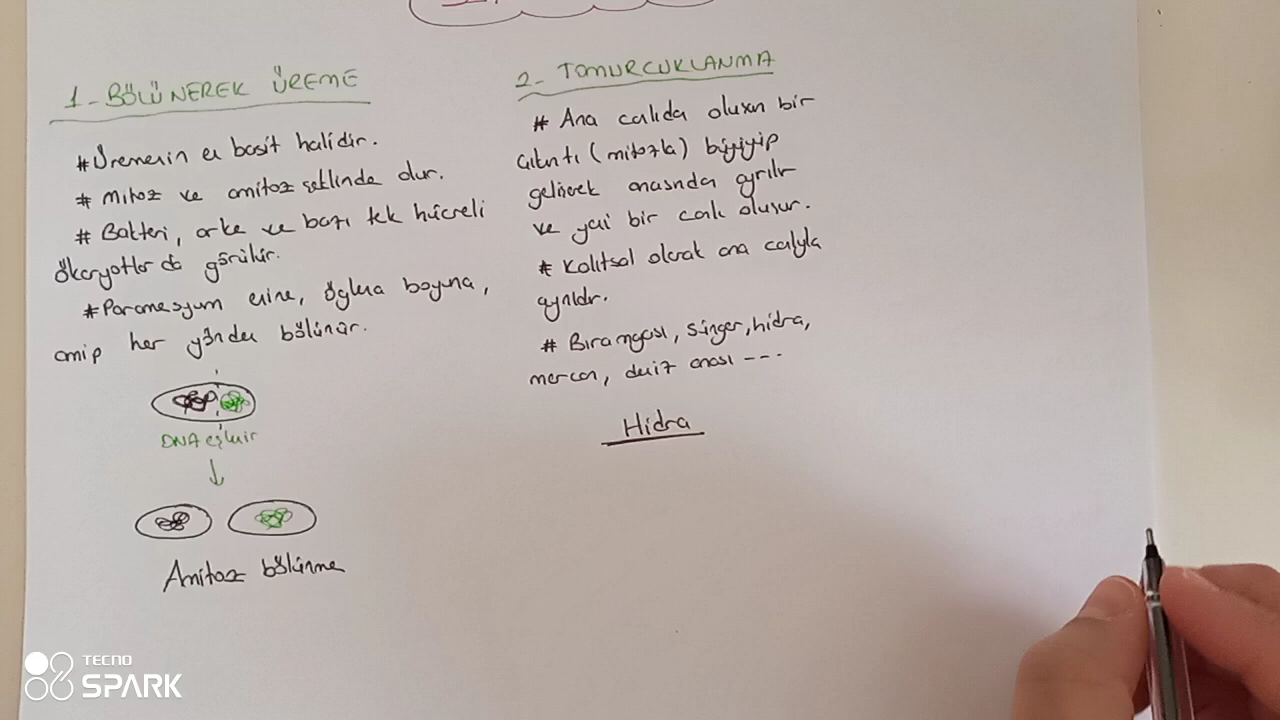 1- BÖLÜNEREK ÜREME
#Üremenin en basit halidir.
# Mitoz ve amitoz şeklinde olur.
# Bakteri, arke ve bazı tek hücreli
ökaryotlar da görülür.
#Paramesyum enine, öglena boyuna,
amip her yönden bölünür.
DNA eşlenir
Amitoz bölünme
2- TOMURCUKLANMA
# Ana canlıda oluşan bir
çıkıntı (mitozla) büyüyüp
gelişerek anasından ayrılır
ve yeni bir canlı oluşur.
# Kalıtsal olarak ana canlıyla
aynıdır.
# Bira mayası, sünger, hidra,
mercan, deniz anası ---
Hidra
TECNO
SPARK